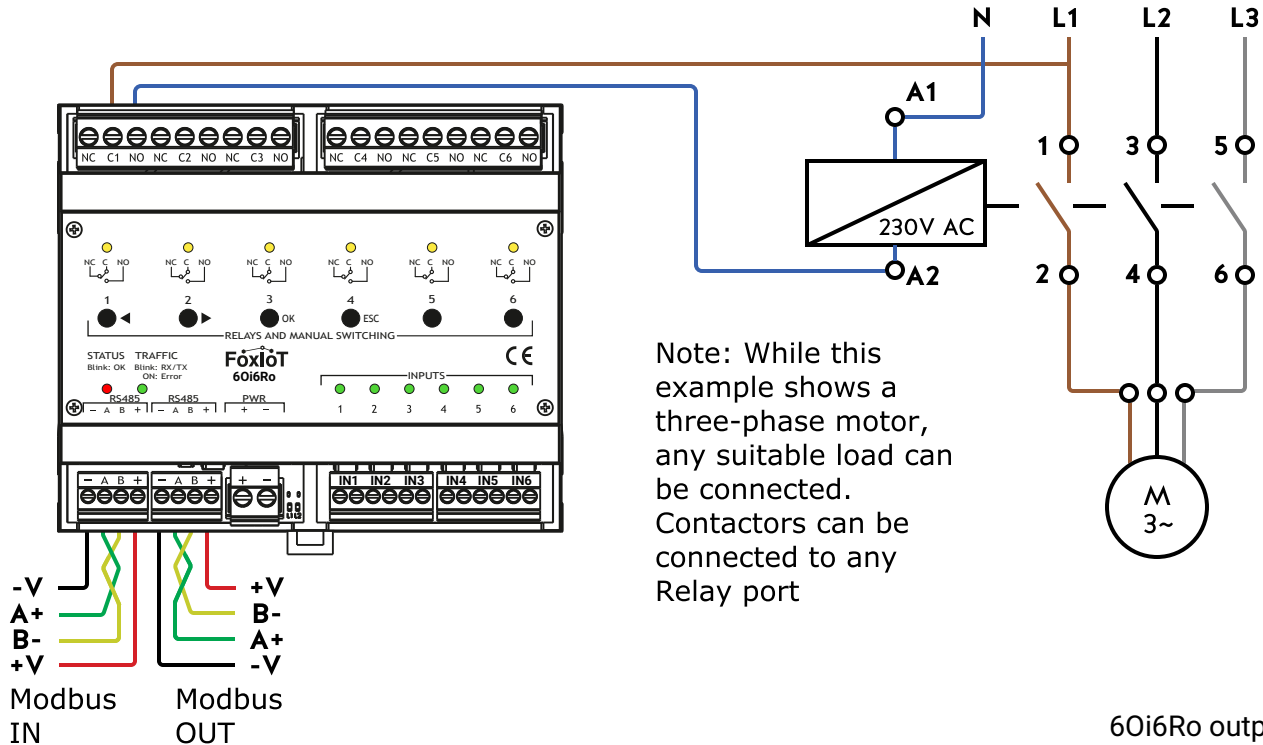 N L1 L2 L3
A1
NC C1 NO NC C2 NO NC C3 NO NC C4 NO NC C5 NO NC C6 NO
1 3 5
230V AC
A2
2 4 6
NC C NO NC C NO NC C NO NC C NO NC C NO NC C NO
1 2 3 4 5 6
OK ESC
RELAYS AND MANUAL SWITCHING
STATUS TRAFFIC
Blink: OK Blink: RX/TX
ON: Error
FoxIoT
6Oi6Ro
CE
INPUTS
RS485 RS485 PWR
- A B + - A B + + - 1 2 3 4 5 6
- A B + - A B + + - IN1 IN2 IN3 IN4 IN5 IN6
L1 L2
Note: While this
example shows a
three-phase motor,
any suitable load can
be connected.
Contactors can be
connected to any
Relay port
M
3~
-V +V
A+ B-
B- A+
+V -V
Modbus Modbus
IN OUT
6Oi6Ro outp